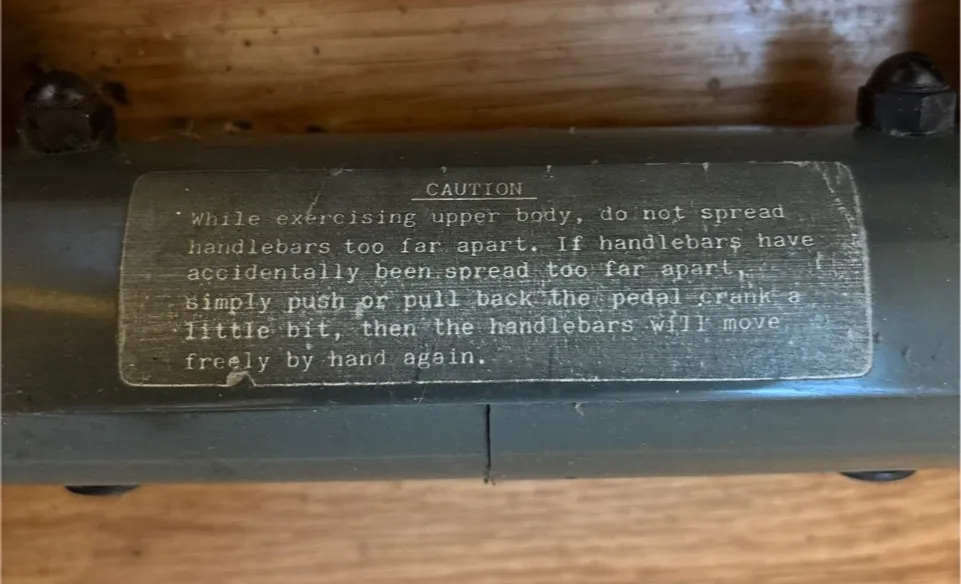 CAUTION
While exercising upper body, do not spread
handlebars too far apart. If handlebars have
accidentally been spread too far apart,
simply push or pull back the pedal crank a
little bit, then the handlebars will move
freely by hand again.